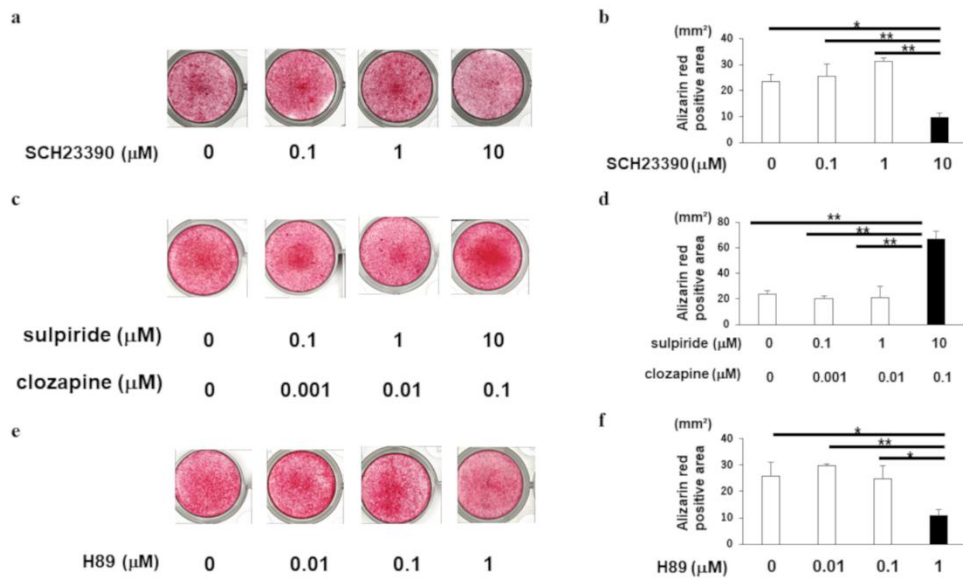 a
SCH23390 (μM) 0 0.1 1 10
b
(mm²)
Alizarin red
positive area
40
30
20
10
0
*
**
**
SCH23390 (μM) 0 0.1 1 10
c
sulpiride (μM) 0 0.1 1 10
clozapine (μM) 0 0.001 0.01 0.1
d
(mm²)
Alizarin red
positive area
80
60
40
20
0
**
**
**
sulpiride (μM) 0 0.1 1 10
clozapine (μM) 0 0.001 0.01 0.1
e
H89 (μM) 0 0.01 0.1 1
f
(mm²)
Alizarin red
positive area
40
30
20
10
0
*
**
*
H89 (μM) 0 0.01 0.1 1